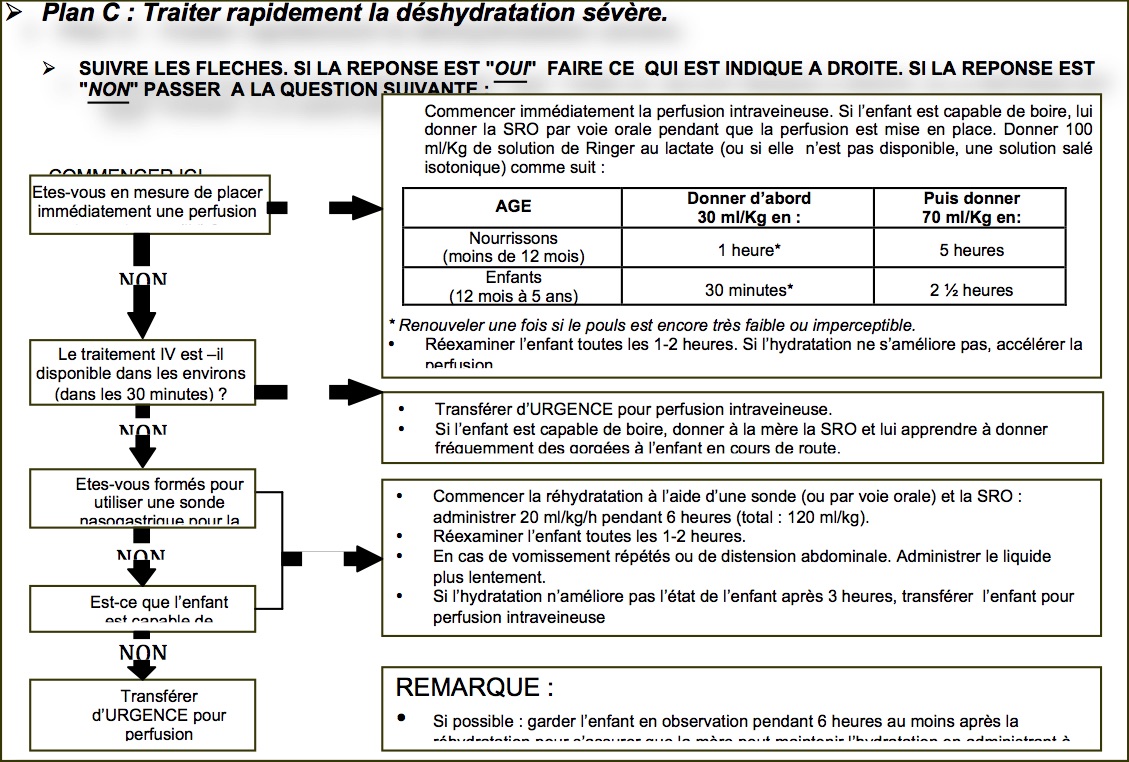 Plan C : Traiter rapidement la déshydratation sévère.
SUIVRE LES FLECHES. SI LA REPONSE EST "OUI" FAIRE CE QUI EST INDIQUE A DROITE. SI LA REPONSE EST
"NON" PASSER A LA QUESTION SUIVANTE :
COMMENCER ICI
Etes-vous en mesure de placer
immédiatement une perfusion
NON
Le traitement IV est –il
disponible dans les environs
(dans les 30 minutes) ?
NON
Etes-vous formés pour
utiliser une sonde
nasogastrique pour la
NON
Est-ce que l'enfant
est capable de
NON
Transférer
d'URGENCE pour
perfusion
Commencer immédiatement la perfusion intraveineuse. Si l'enfant est capable de boire, lui
donner la SRO par voie orale pendant que la perfusion est mise en place. Donner 100
ml/Kg de solution de Ringer au lactate (ou si elle n'est pas disponible, une solution salé
isotonique) comme suit :
AGE
Donner d'abord
30 ml/Kg en :
Puis donner
70 ml/Kg en:
Nourrissons
(moins de 12 mois)
1 heure*
5 heures
Enfants
(12 mois à 5 ans)
30 minutes*
2 ½ heures
* Renouveler une fois si le pouls est encore très faible ou imperceptible.
• Réexaminer l'enfant toutes les 1-2 heures. Si l'hydratation ne s'améliore pas, accélérer la
perfusion
• Transférer d'URGENCE pour perfusion intraveineuse.
• Si l'enfant est capable de boire, donner à la mère la SRO et lui apprendre à donner
fréquemment des gorgées à l'enfant en cours de route.
• Commencer la réhydratation à l'aide d'une sonde (ou par voie orale) et la SRO :
administrer 20 ml/kg/h pendant 6 heures (total : 120 ml/kg).
• Réexaminer l'enfant toutes les 1-2 heures.
• En cas de vomissement répétés ou de distension abdominale. Administrer le liquide
plus lentement.
• Si l'hydratation n'améliore pas l'état de l'enfant après 3 heures, transférer l'enfant pour
perfusion intraveineuse
REMARQUE :
• Si possible : garder l'enfant en observation pendant 6 heures au moins après la
réhydratation pour s'assurer que la mère peut maintenir l'hydratation en administrant à